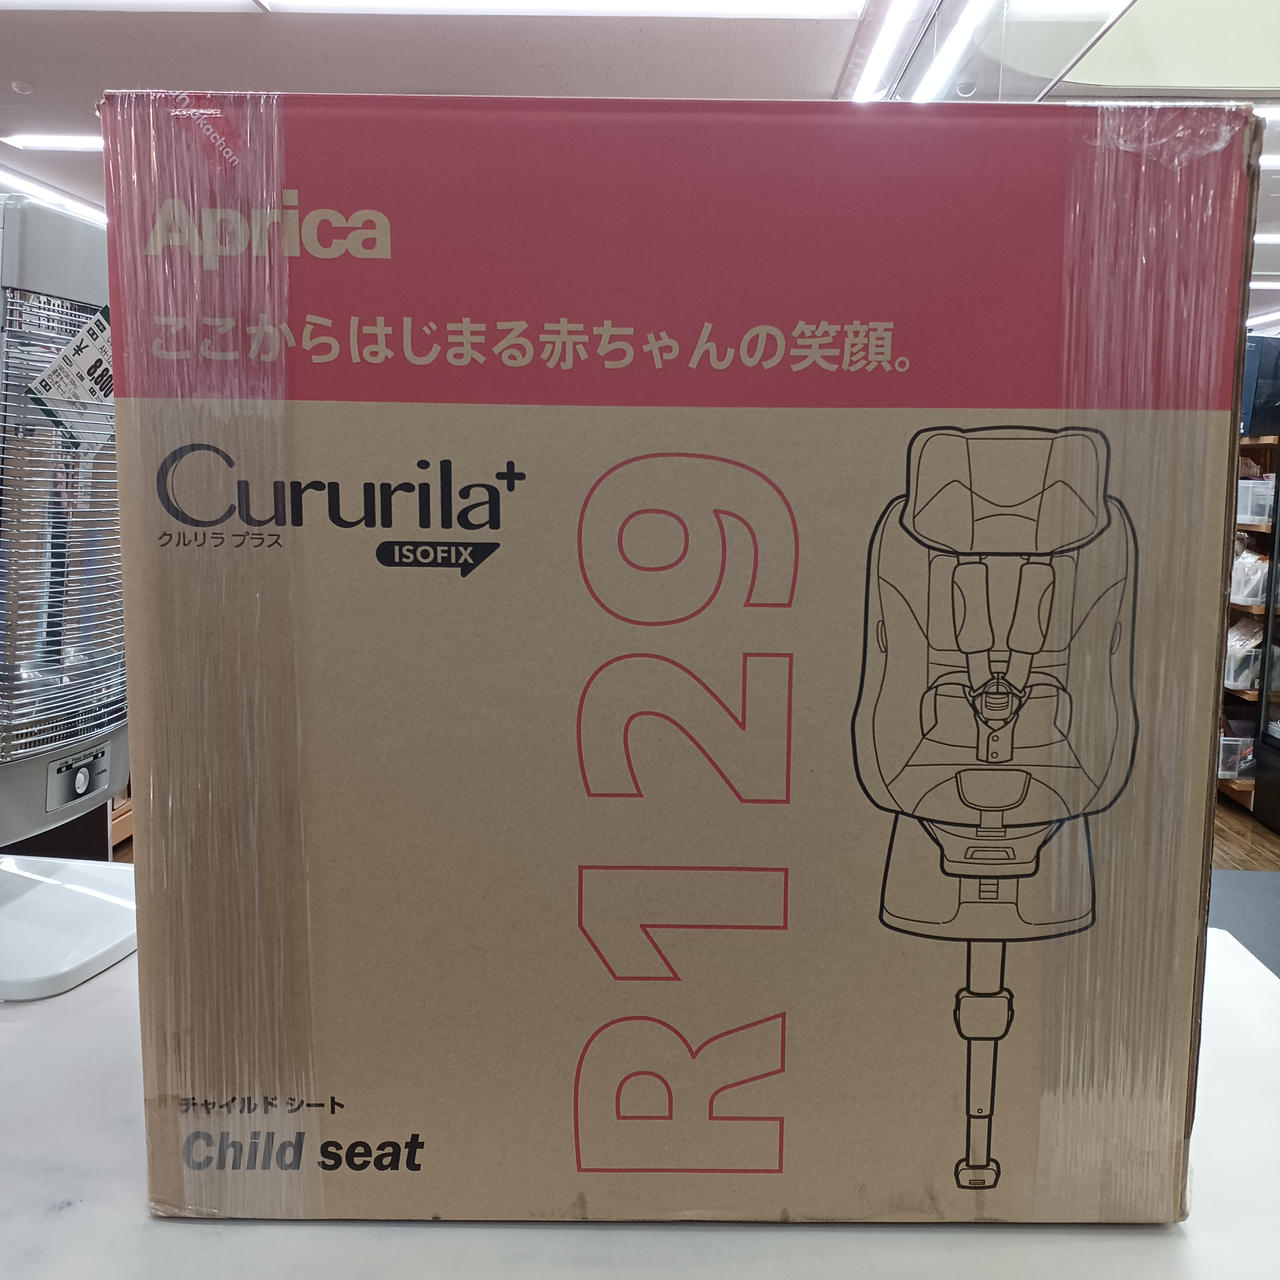 Aprica
ここからはじまる赤ちゃんの笑顔。
Cururila+
クルリラ プラス
ISOFIX
R129
チャイルド シート
Child seat